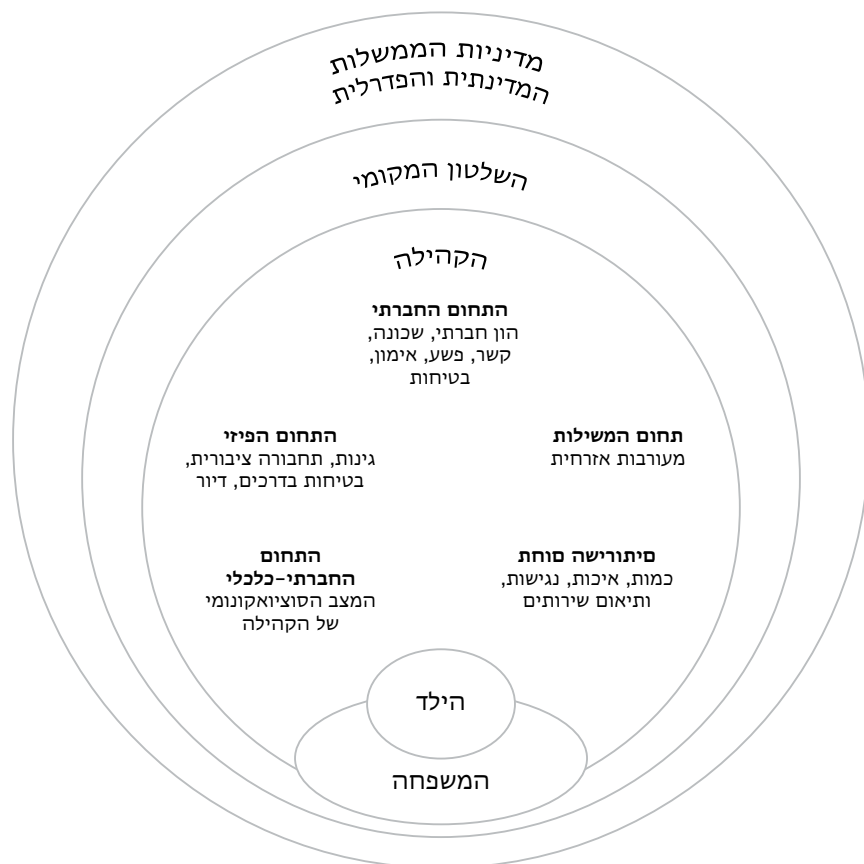 מדיניות הממשלות
המדינתית והפדרלית
השלטון המקומי
הקהילה
התחום החברתי
הון חברתי, שכונה,
קשר, פשע, אימון,
בטיחות
תחום המשילות
מעורבות אזרחית
התחום הפיזי
גינות, תחבורה ציבורית,
בטיחות בדרכים, דיור
םיתורישה םוחת
כמות, איכות, נגישות,
ותיאום שירותים
התחום
החברתי-כלכלי
המצב הסוציואקונומי
של הקהילה
הילד
המשפחה